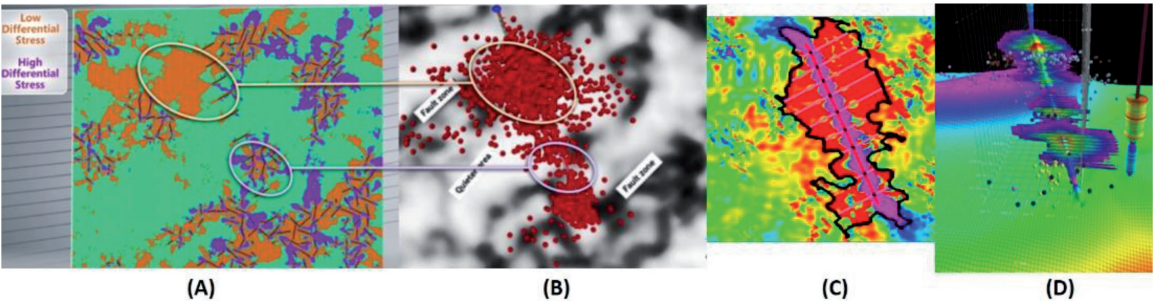 Low
Differential
Stress
High
Differential
Stress
Fault zone
Quieter area
Fault zone
(A)
(B)
(C)
(D)